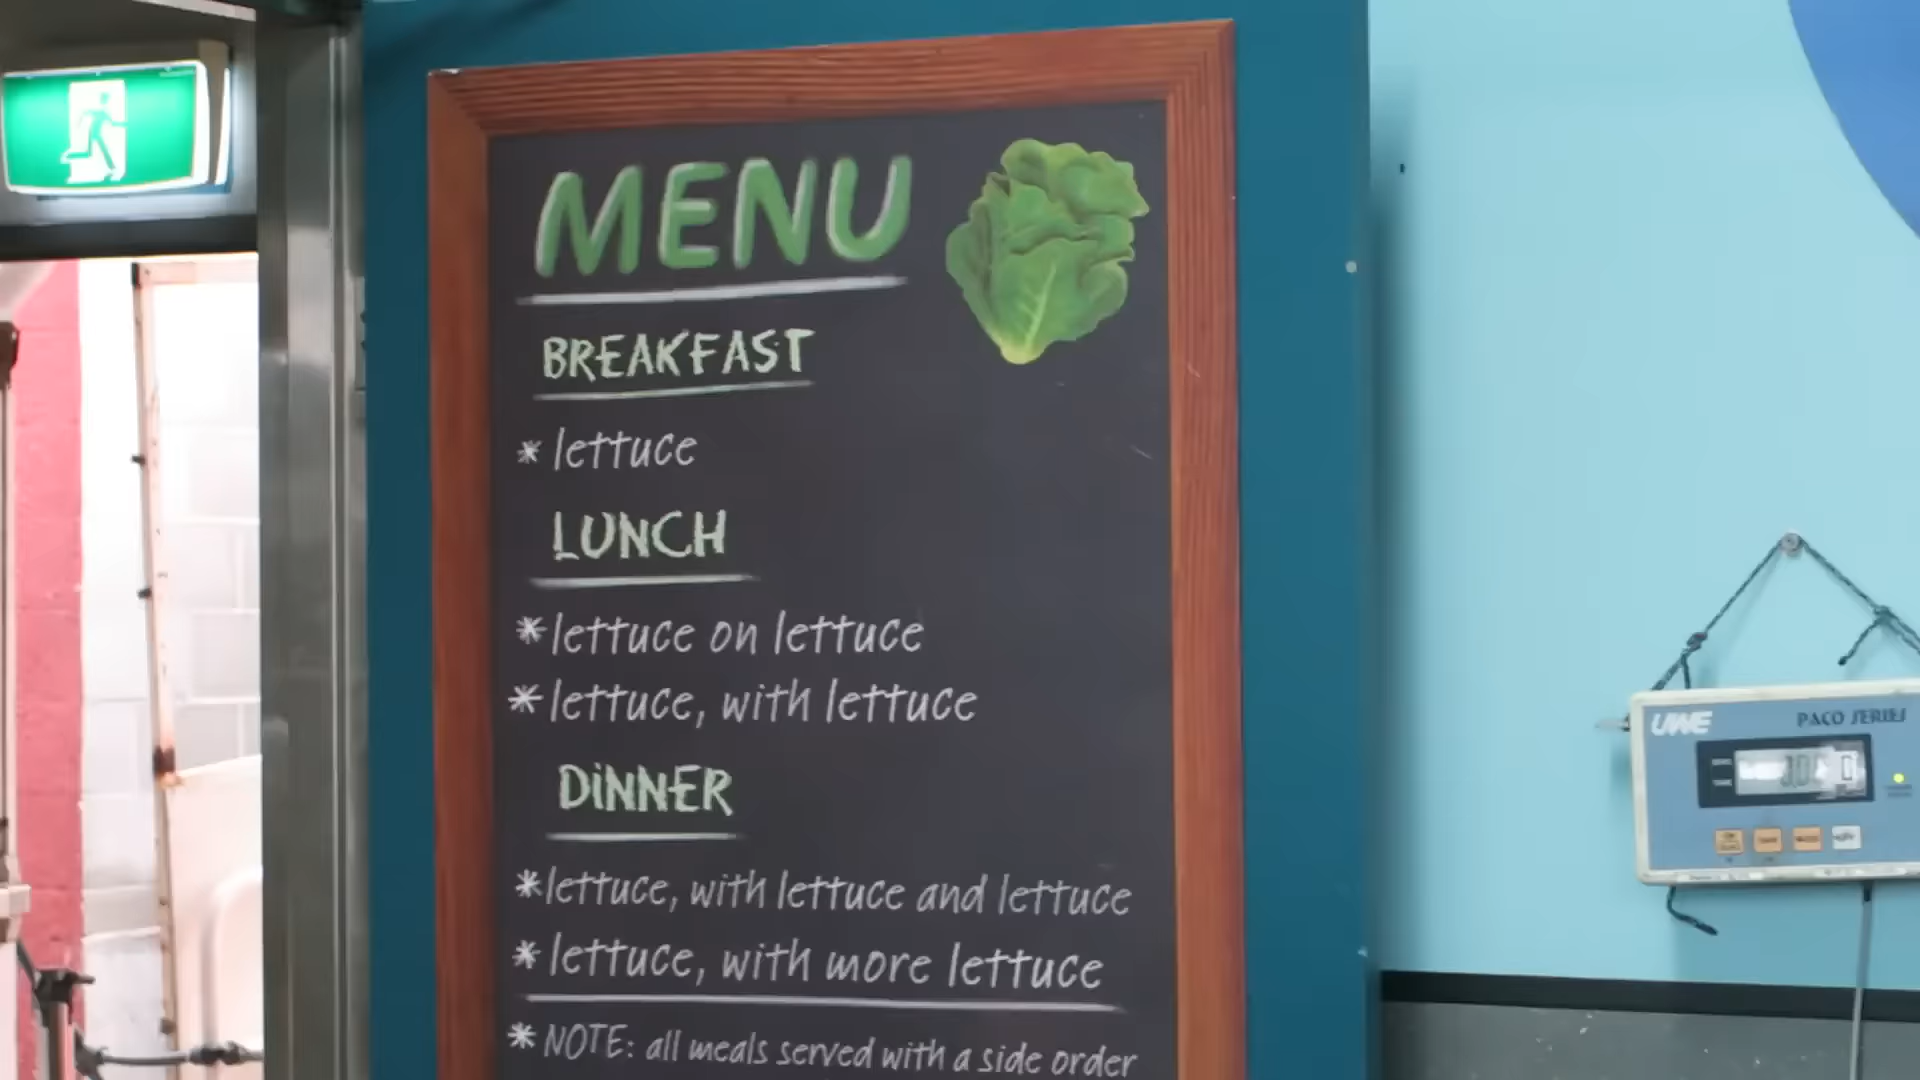 MENU
BREAKFAST
* lettuce
LUNCH
* lettuce on lettuce
* lettuce, with lettuce
DINNER
* lettuce, with lettuce and lettuce
* lettuce, with more lettuce
* NOTE: all meals served with a side order
UWE
PACO SERIES